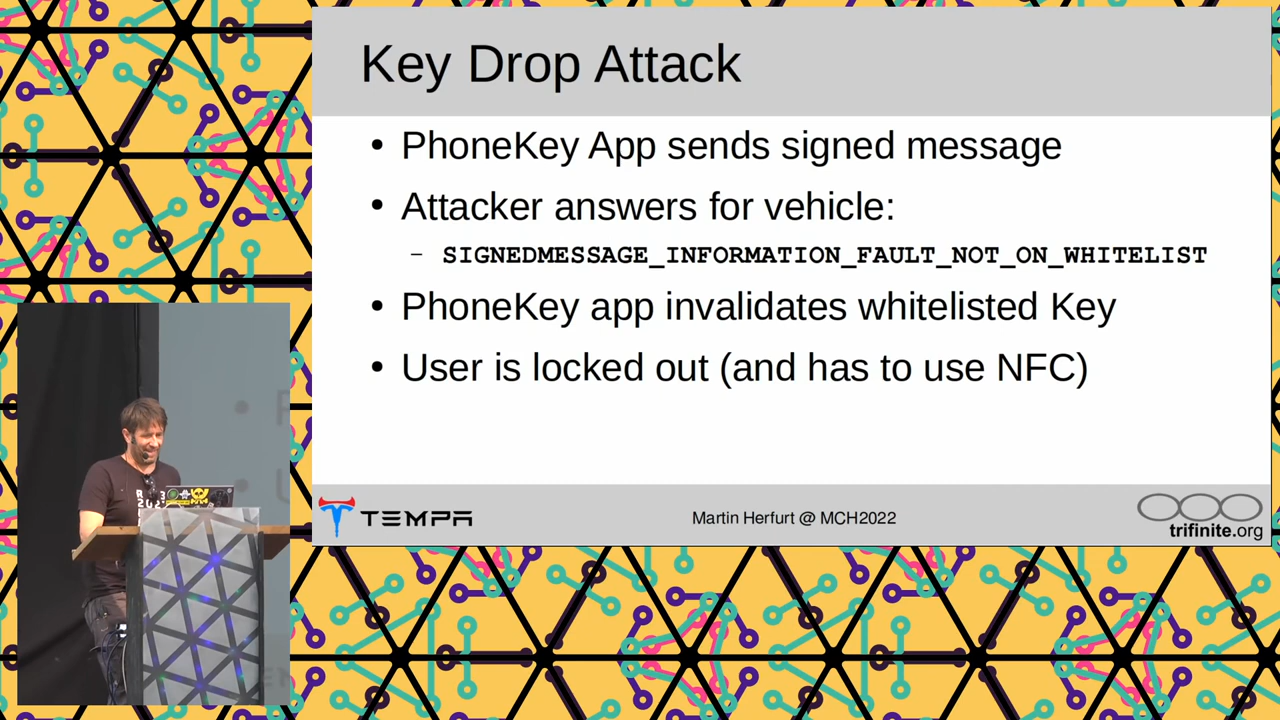 Key Drop Attack
• PhoneKey App sends signed message
• Attacker answers for vehicle:
– SIGNEDMESSAGE_INFORMATION_FAULT_NOT_ON_WHITELIST
• PhoneKey app invalidates whitelisted Key
• User is locked out (and has to use NFC)
TEMPA
Martin Herfurt @ MCH2022
trifinite.org